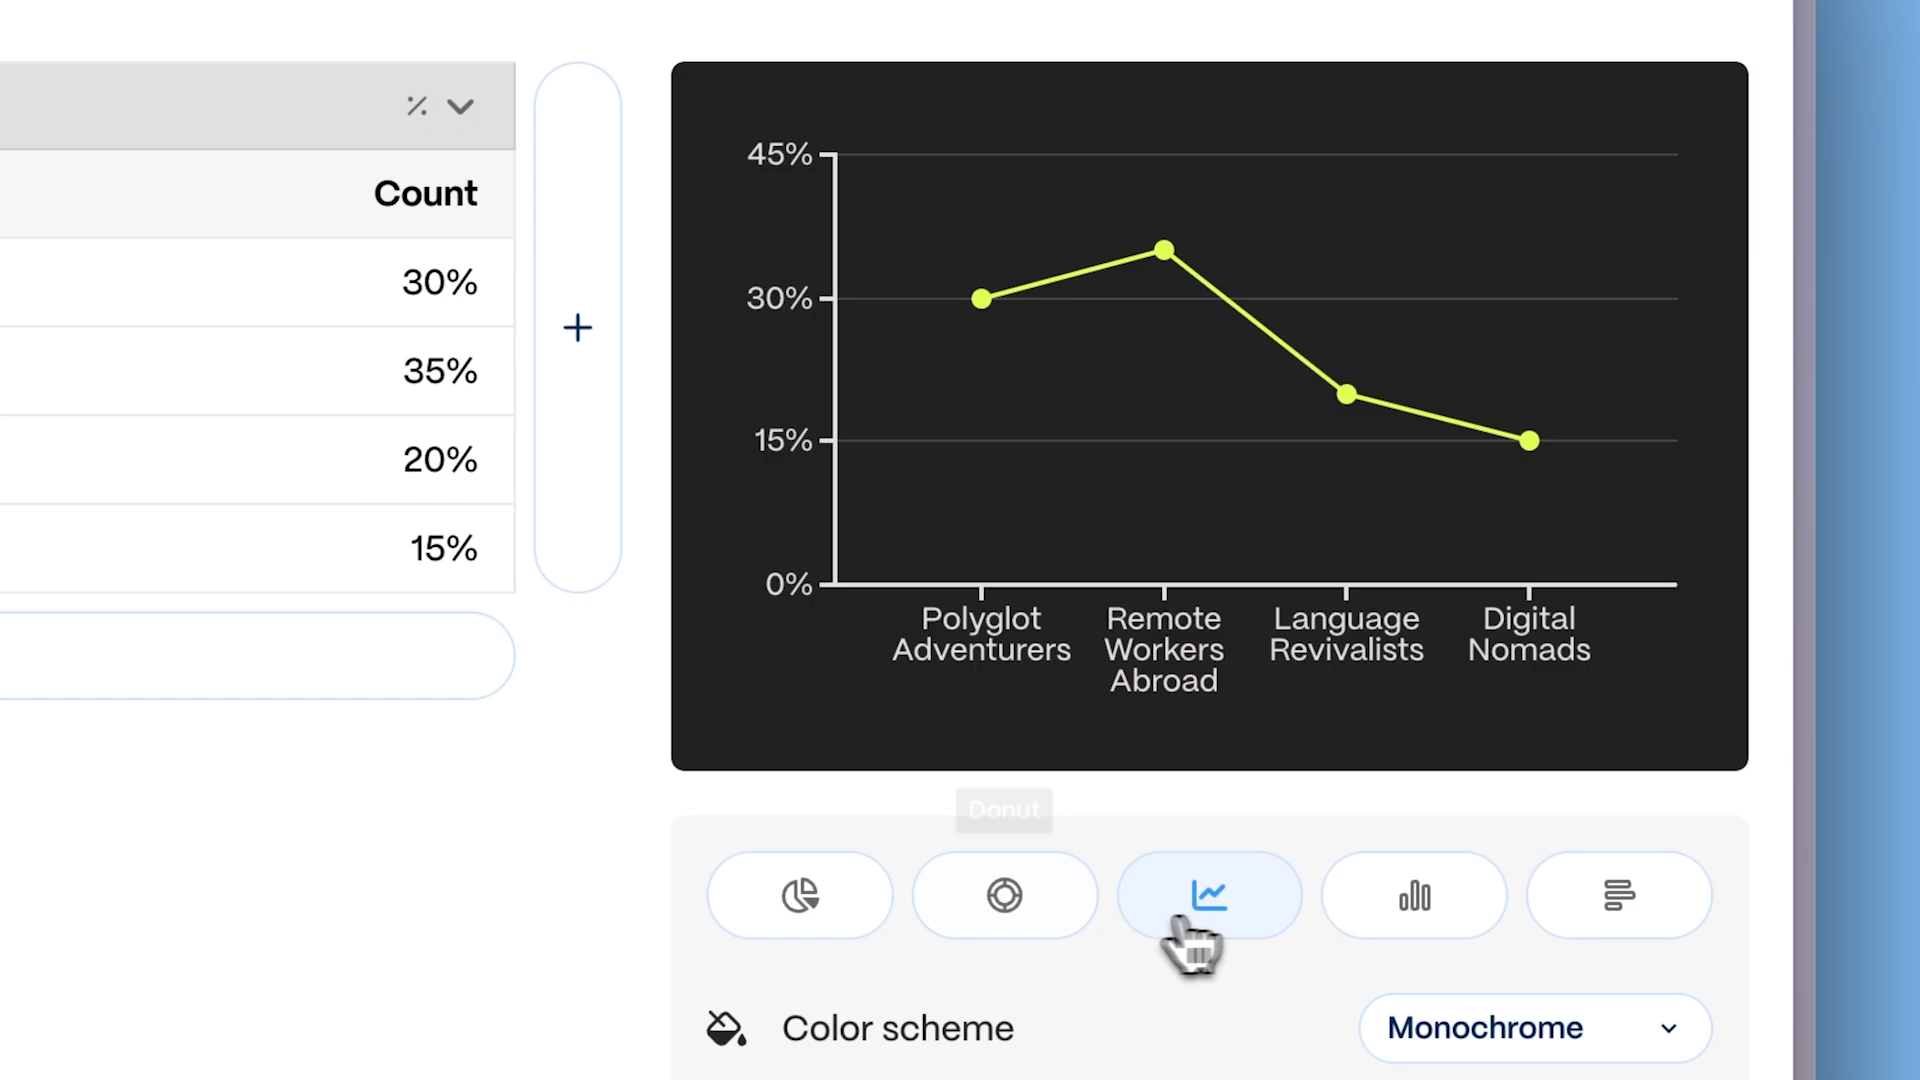 Count
30%
35%
20%
15%
45%
30%
15%
0%
Polyglot
Adventurers
Remote
Workers
Abroad
Language
Revivalists
Digital
Nomads
Donut
Color scheme
Monochrome